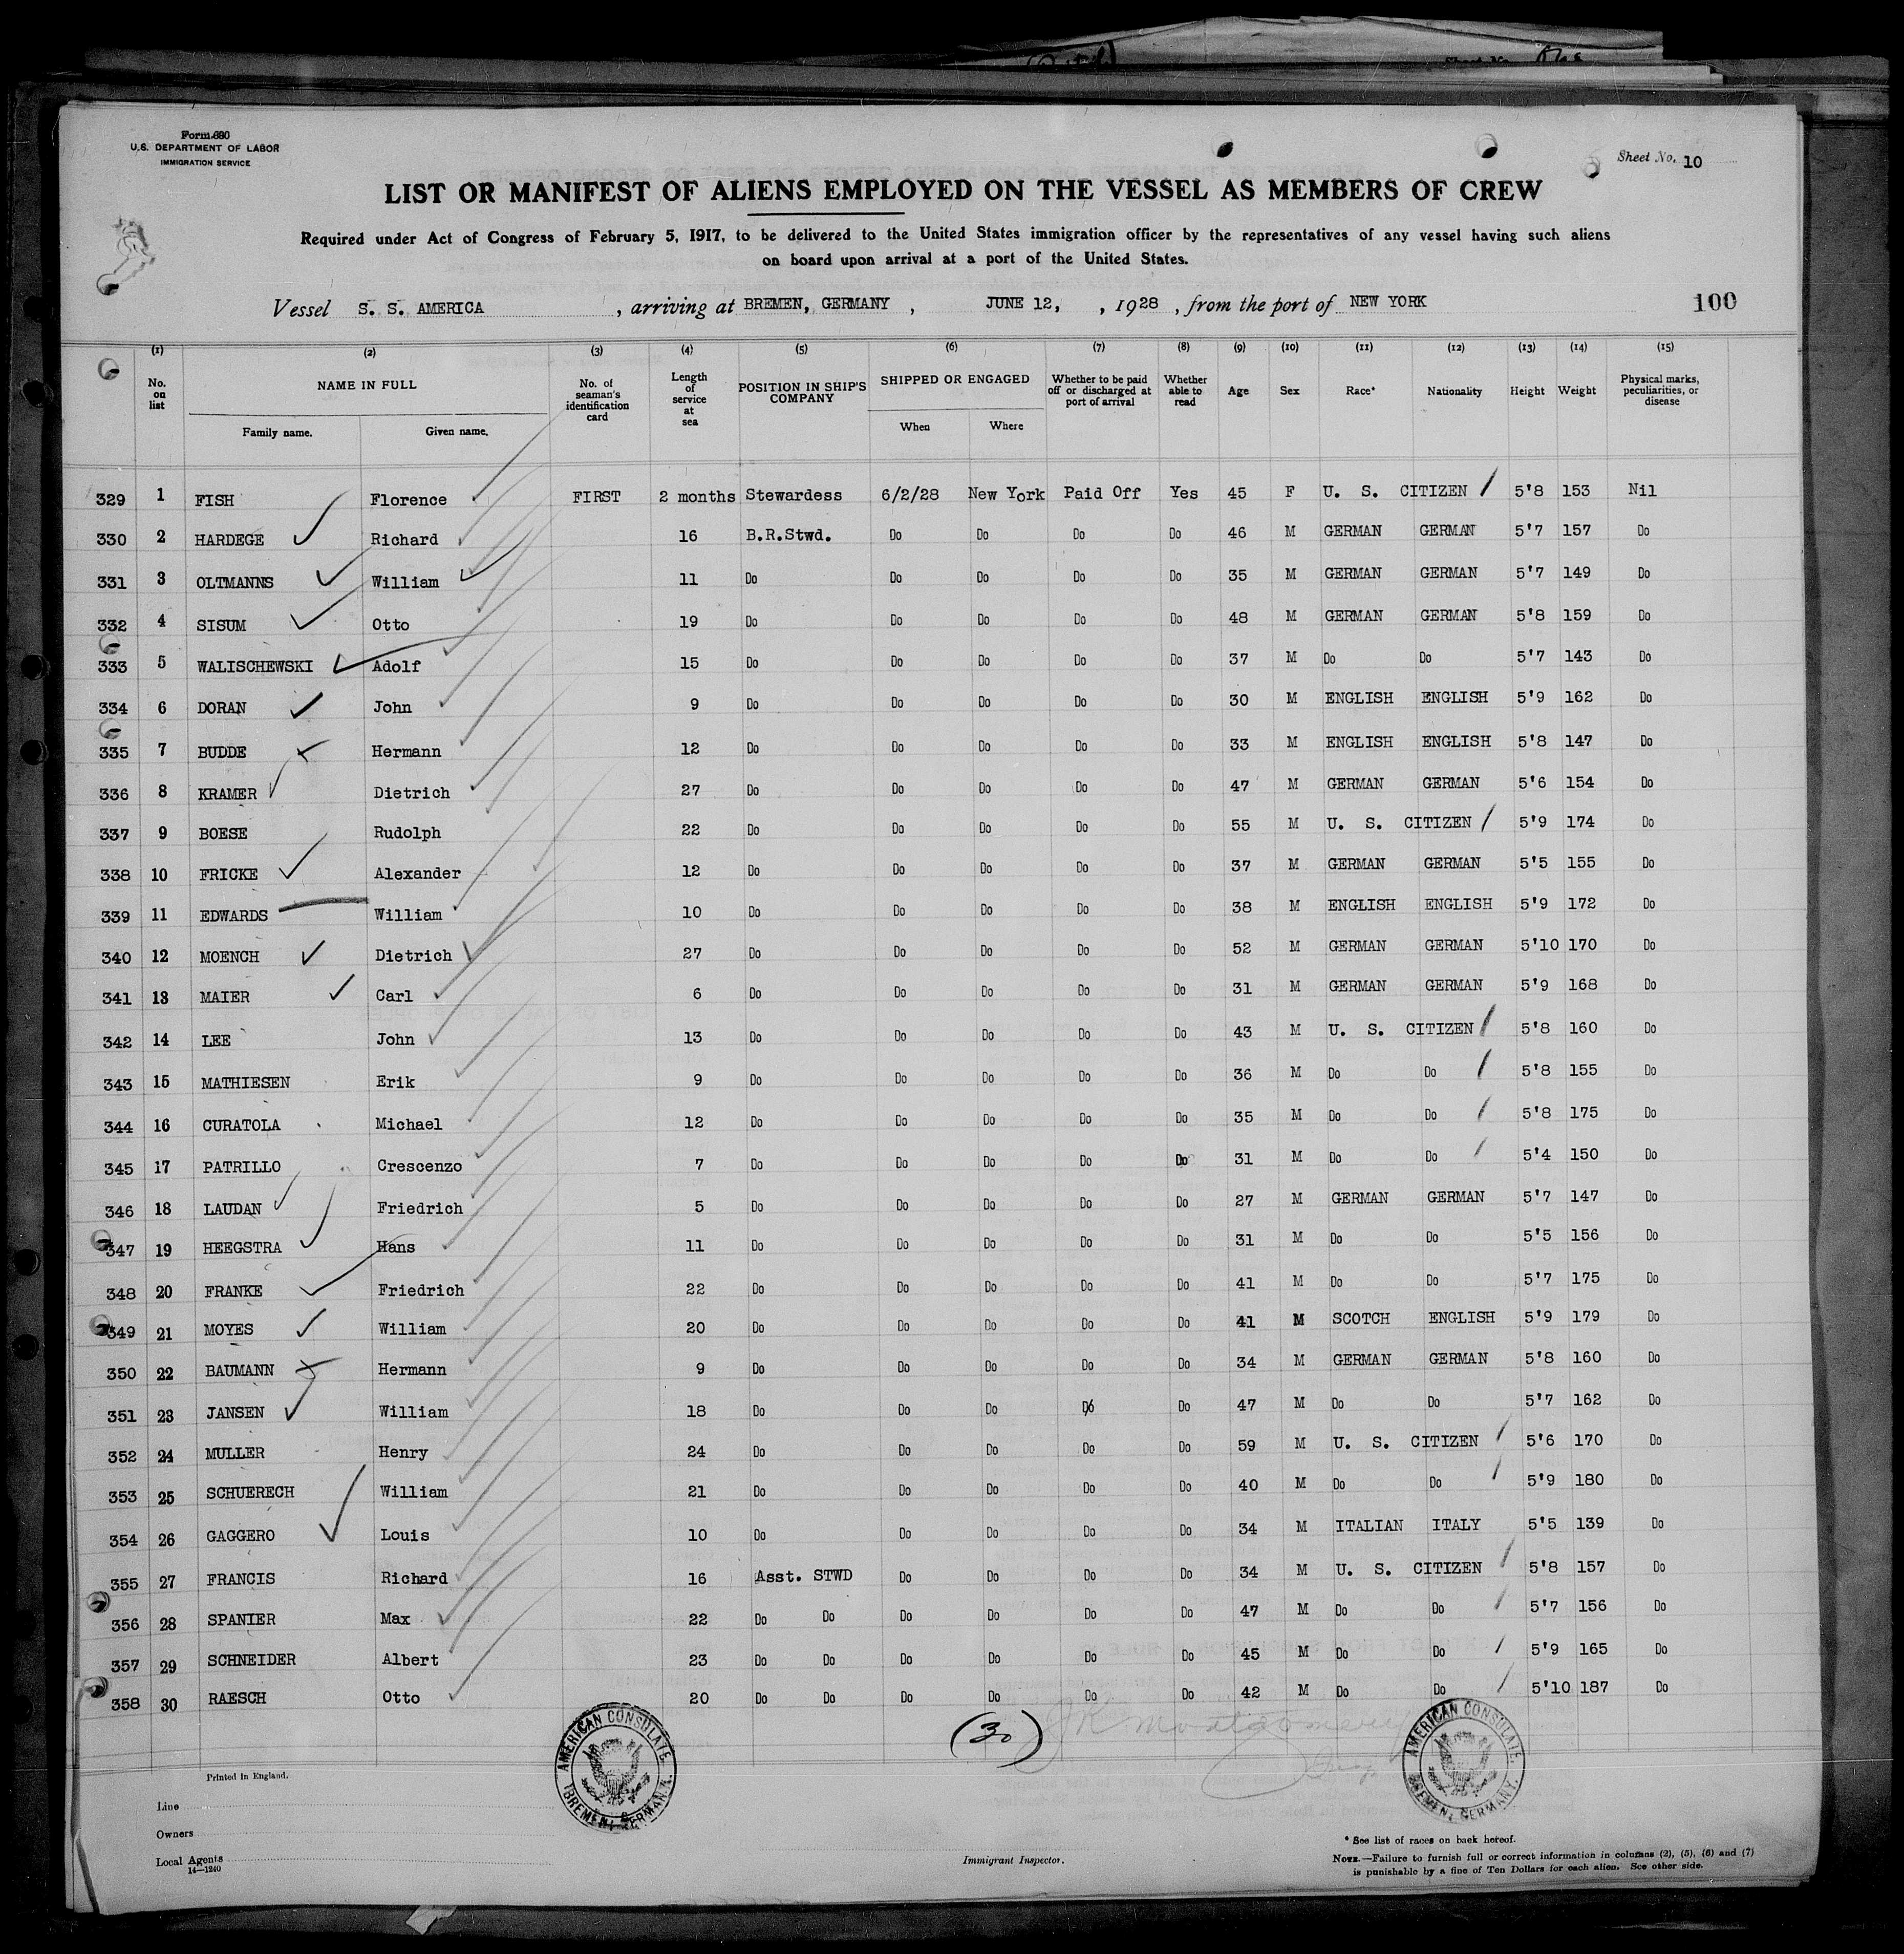 Form 680
U.S. DEPARTMENT OF LABOR
IMMIGRATION SERVICE
Sheet No. 10
LIST OR MANIFEST OF ALIENS EMPLOYED ON THE VESSEL AS MEMBERS OF CREW
Required under Act of Congress of February 5, 1917, to be delivered to the United States immigration officer by the representatives of any vessel having such aliens
on board upon arrival at a port of the United States.
Vessel S. S. AMERICA, arriving at BREMEN, GERMANY, JUNE 12, , 1928, from the port of NEW YORK 100
(1) (2) (3) (4) (5) (6) (7) (8) (9) (10) (11) (12) (13) (14) (15)
No. on list NAME IN FULL Family name. Given name. No. of seaman's identification card Length of service at sea POSITION IN SHIP'S COMPANY SHIPPED OR ENGAGED When Where Whether to be paid off or discharged at port of arrival Whether able to read Age Sex Race* Nationality Height Weight Physical marks, peculiarities, or disease
329 1 FISH Florence FIRST 2 months Stewardess 6/2/28 New York Paid Off Yes 45 F U. S. CITIZEN 5'8 153 Nil
330 2 HARDEGE Richard 16 B.R.Stwd. Do Do Do Do 46 M GERMAN GERMAN 5'7 157 Do
331 3 OLTMANNS William 11 Do Do Do Do Do 35 M GERMAN GERMAN 5'7 149 Do
332 4 SISUM Otto 19 Do Do Do Do Do 48 M GERMAN GERMAN 5'8 159 Do
333 5 WALISCHEWSKI Adolf 15 Do Do Do Do Do 37 M Do Do 5'7 143 Do
334 6 DORAN John 9 Do Do Do Do Do 30 M ENGLISH ENGLISH 5'9 162 Do
335 7 BUDDE Hermann 12 Do Do Do Do Do 33 M ENGLISH ENGLISH 5'8 147 Do
336 8 KRAMER Dietrich 27 Do Do Do Do Do 47 M GERMAN GERMAN 5'6 154 Do
337 9 BOESE Rudolph 22 Do Do Do Do Do 55 M U. S. CITIZEN 5'9 174 Do
338 10 FRICKE Alexander 12 Do Do Do Do Do 37 M GERMAN GERMAN 5'5 155 Do
339 11 EDWARDS William 10 Do Do Do Do Do 38 M ENGLISH ENGLISH 5'9 172 Do
340 12 MOENCH Dietrich 27 Do Do Do Do Do 52 M GERMAN GERMAN 5'10 170 Do
341 13 MAIER Carl 6 Do Do Do Do Do 31 M GERMAN GERMAN 5'9 168 Do
342 14 LEE John 13 Do Do Do Do Do 43 M U. S. CITIZEN 5'8 160 Do
343 15 MATHIESEN Erik 9 Do Do Do Do Do 36 M Do Do 5'8 155 Do
344 16 CURATOLA Michael 12 Do Do Do Do Do 35 M Do Do 5'8 175 Do
345 17 PATRILLO Crescenzo 7 Do Do Do Do Do 31 M Do Do 5'4 150 Do
346 18 LAUDAN Friedrich 5 Do Do Do Do Do 27 M GERMAN GERMAN 5'7 147 Do
347 19 HEEGSTRA Hans 11 Do Do Do Do Do 31 M Do Do 5'5 156 Do
348 20 FRANKE Friedrich 22 Do Do Do Do Do 41 M Do Do 5'7 175 Do
349 21 MOYES William 20 Do Do Do Do Do 41 M SCOTCH ENGLISH 5'9 179 Do
350 22 BAUMANN Hermann 9 Do Do Do Do Do 34 M GERMAN GERMAN 5'8 160 Do
351 23 JANSEN William 18 Do Do Do Do Do 47 M Do Do 5'7 162 Do
352 24 MULLER Henry 24 Do Do Do Do Do 59 M U. S. CITIZEN 5'6 170 Do
353 25 SCHUERECH William 21 Do Do Do Do Do 40 M Do Do 5'9 180 Do
354 26 GAGGERO Louis 10 Do Do Do Do Do 34 M ITALIAN ITALY 5'5 139 Do
355 27 FRANCIS Richard 16 Asst. STWD Do Do Do Do 34 M U. S. CITIZEN 5'8 157 Do
356 28 SPANIER Max 22 Do Do Do Do Do Do 47 M Do Do 5'7 156 Do
357 29 SCHNEIDER Albert 23 Do Do Do Do Do Do 45 M Do Do 5'9 165 Do
358 30 RAESCH Otto 20 Do Do Do Do Do Do 42 M Do Do 5'10 187 Do
(30) Montgomery
AMERICAN CONSULATE. BREMEN, GERMANY.
AMERICAN CONSULATE. BREMEN, GERMANY.
Printed in England.
Line
Owners
Local Agents
14—1240
Immigrant Inspector.
* See list of races on back hereof.
NOTE.—Failure to furnish full or correct information in columns (2), (5), (6) and (7)
is punishable by a fine of Ten Dollars for each alien. See other side.